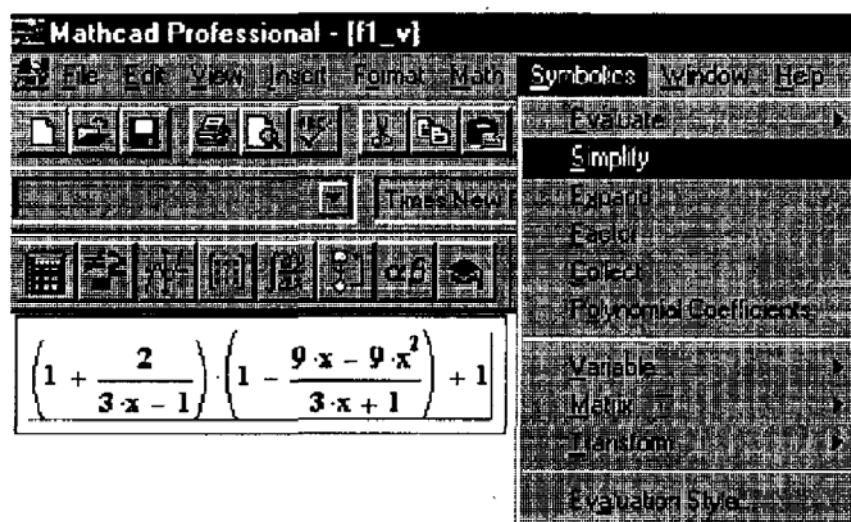 Mathcad Professional - [f1_v]
File Edit View Insert Format Math Symbolics Window Help
Evaluate
Simplify
Times New
Expand
Factor
Collect
Polynomial Coefficients
(1 + 2/(3·x − 1))·(1 − (9·x − 9·x²)/(3·x + 1)) + 1
Variable
Matrix
Transform
Evaluation Style